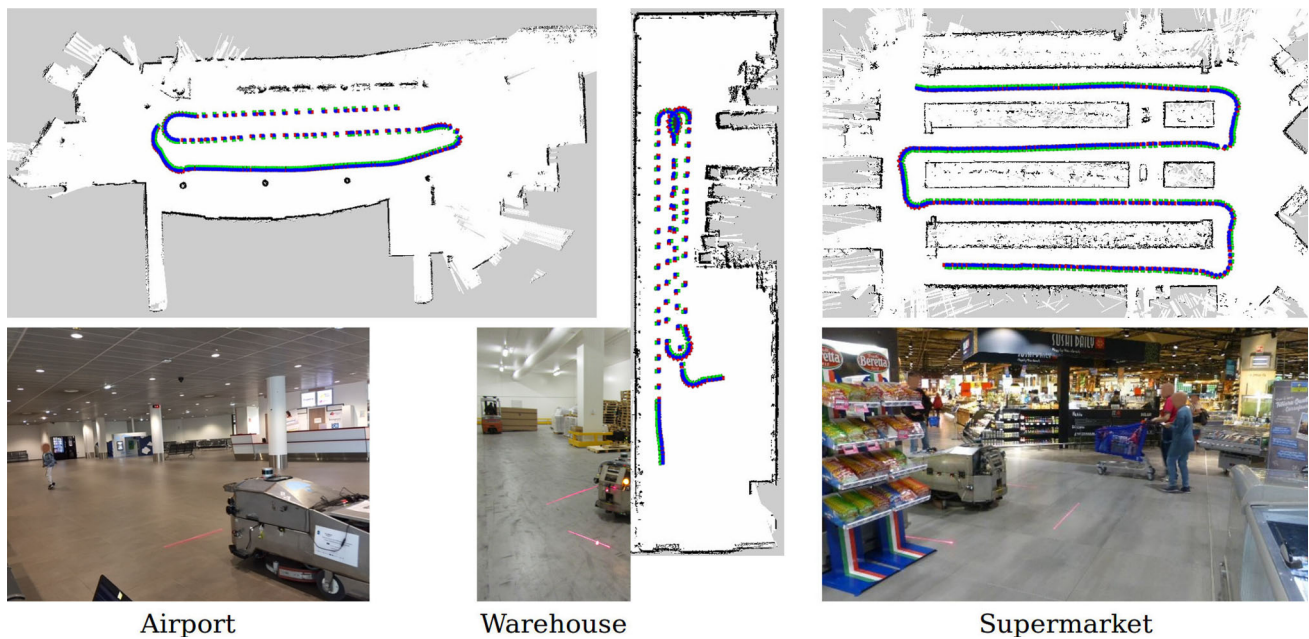 SUSHI DAILY
Beretta
Beretta
Airport
Warehouse
Supermarket